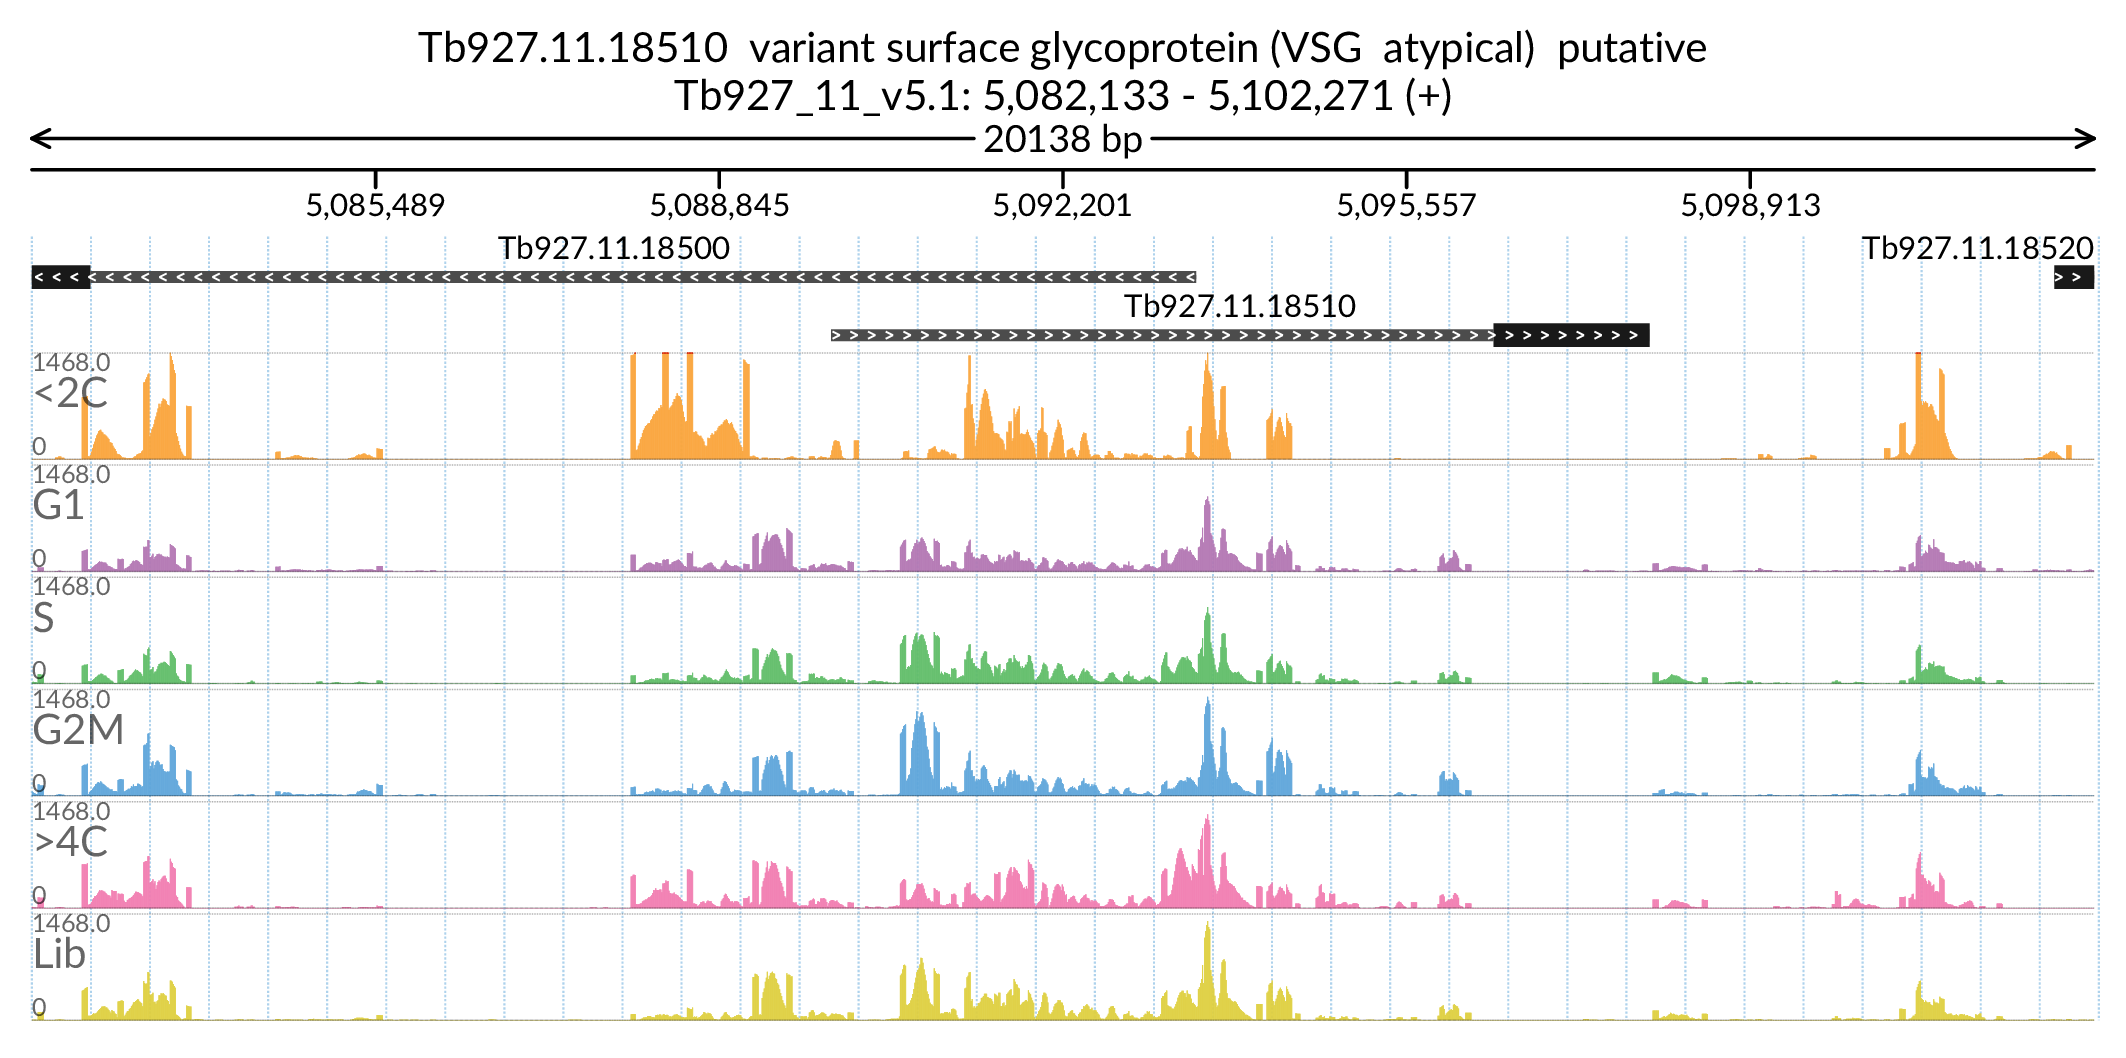 Tb927.11.18510  variant surface glycoprotein (VSG  atypical)  putative
Tb927_11_v5.1: 5,082,133 - 5,102,271 (+)
20138 bp
5,085,489 5,088,845 5,092,201 5,095,557 5,098,913
Tb927.11.18500 Tb927.11.18520
Tb927.11.18510
1468.0
<2C
0
1468.0
G1
0
1468.0
S
0
1468.0
G2M
0
1468.0
>4C
0
1468.0
Lib
0